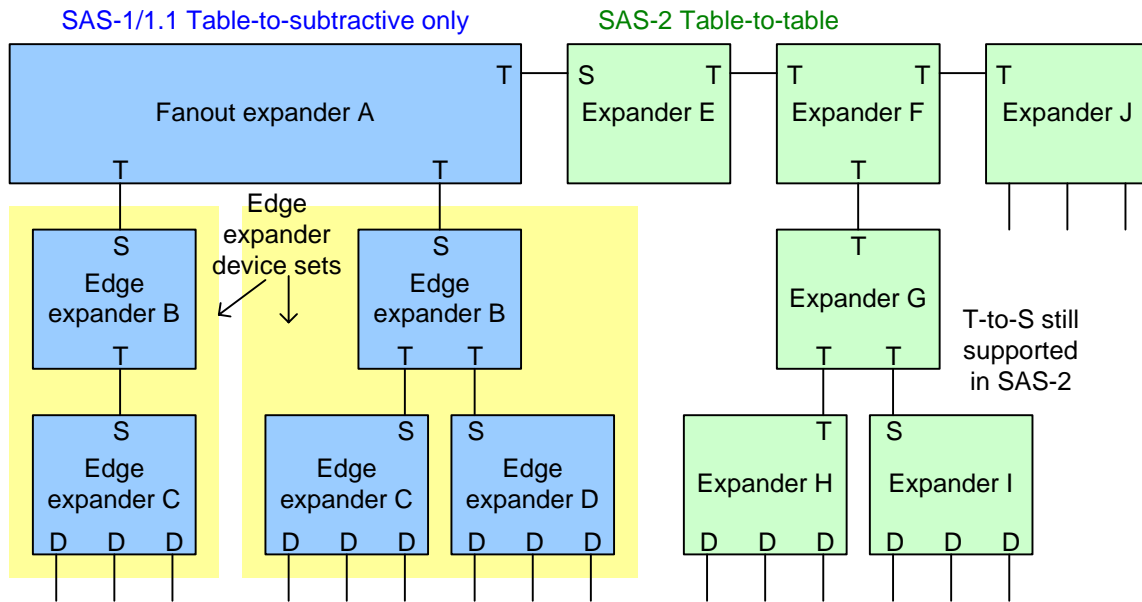 SAS-1/1.1 Table-to-subtractive only
SAS-2 Table-to-table
T
S
T
T
T
T
Fanout expander A
Expander E
Expander F
Expander J
T
T
T
Edge
expander
device sets
S
Edge
expander B
T
S
Edge
expander B
T
T
T
Expander G
T
T
T-to-S still
supported
in SAS-2
S
Edge
expander C
D
D
D
S
Edge
expander C
D
D
D
S
Edge
expander D
D
D
D
T
Expander H
D
D
D
S
Expander I
D
D
D